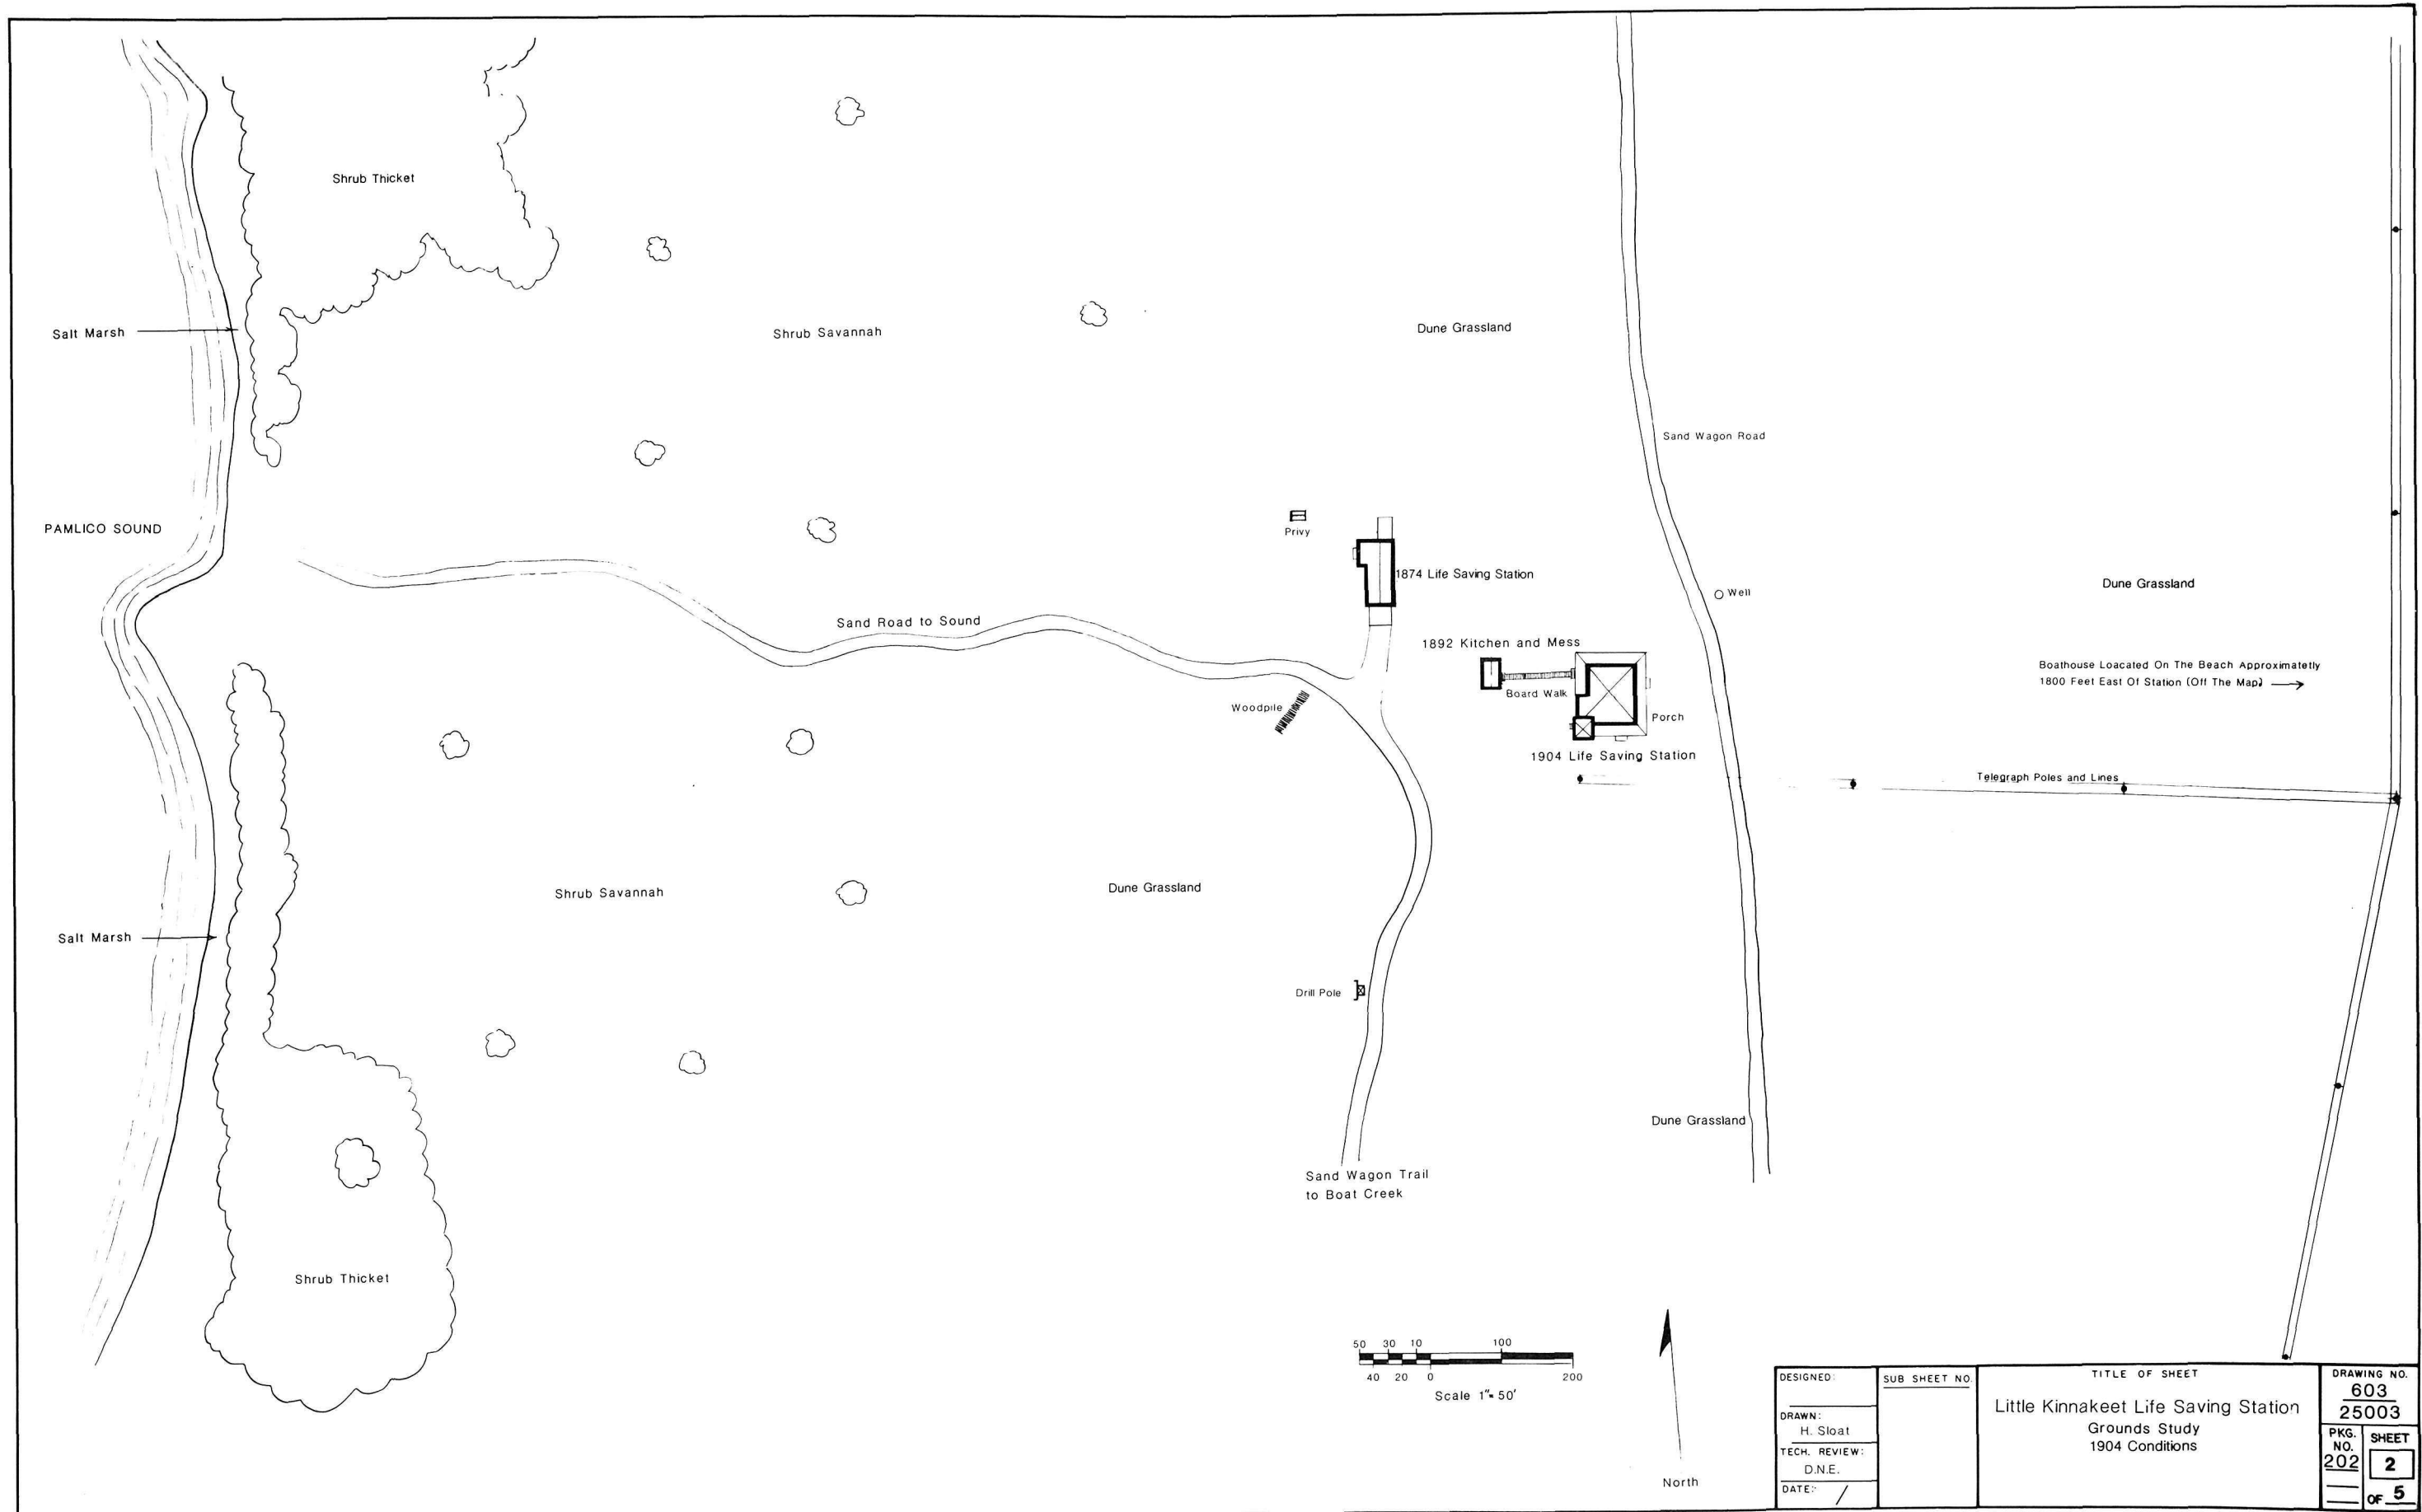 Shrub Thicket
Salt Marsh
Shrub Savannah
Dune Grassland
Sand Wagon Road
PAMLICO SOUND
Privy
1874 Life Saving Station
Well
Dune Grassland
Sand Road to Sound
1892 Kitchen and Mess
Board Walk
Porch
Boathouse Loacated On The Beach Approximatetly
1800 Feet East Of Station (Off The Map)
Woodpile
1904 Life Saving Station
Telegraph Poles and Lines
Shrub Savannah
Dune Grassland
Salt Marsh
Drill Pole
Dune Grassland
Sand Wagon Trail
to Boat Creek
Shrub Thicket
50 30 10 100
40 20 0 200
Scale 1"= 50'
North
DESIGNED:
DRAWN:
H. Sloat
TECH. REVIEW:
D.N.E.
DATE:
SUB SHEET NO.
TITLE OF SHEET
Little Kinnakeet Life Saving Station
Grounds Study
1904 Conditions
DRAWING NO.
603
25003
PKG.
NO.
202
SHEET
2
OF 5